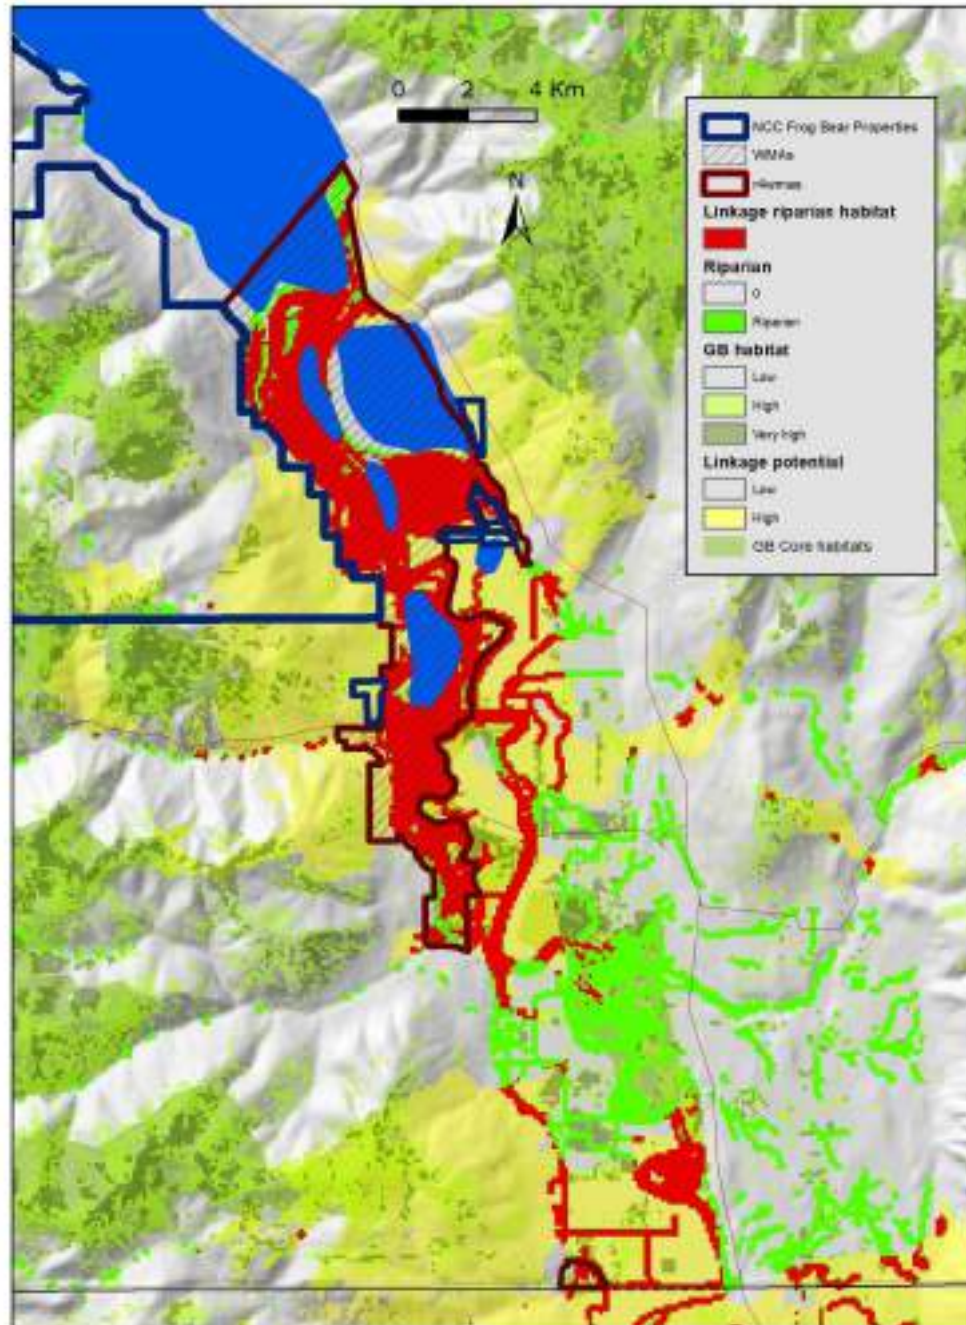 0 2 4 Km
N
NCC Frog Bear Properties
WMAs
Linkage riparian habitat
Riparian
0
Riparian
GB habitat
Low
High
Very high
Linkage potential
Low
High
GB Core habitats